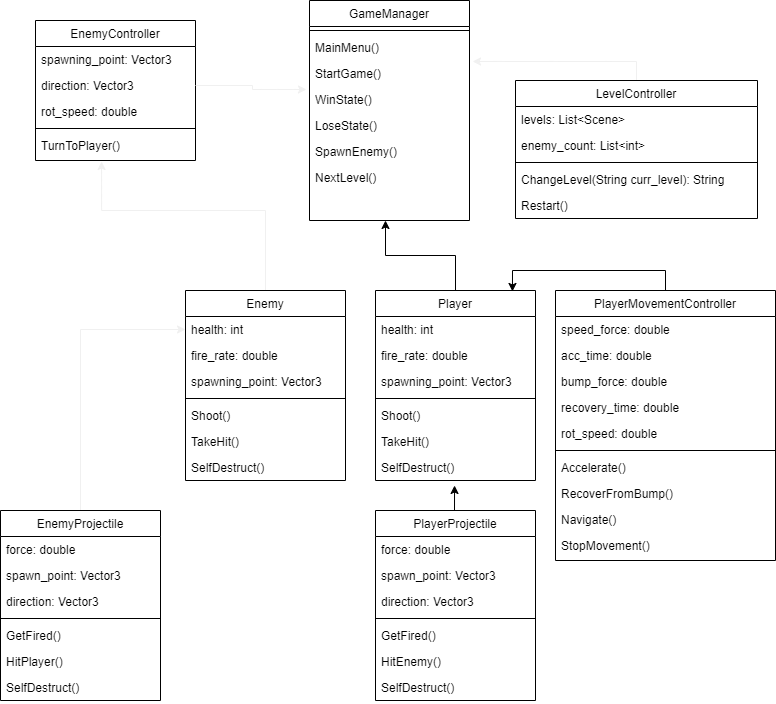 GameManager
MainMenu()
StartGame()
WinState()
LoseState()
SpawnEnemy()
NextLevel()
EnemyController
spawning_point: Vector3
direction: Vector3
rot_speed: double
TurnToPlayer()
LevelController
levels: List<Scene>
enemy_count: List<int>
ChangeLevel(String curr_level): String
Restart()
Enemy
health: int
fire_rate: double
spawning_point: Vector3
Shoot()
TakeHit()
SelfDestruct()
Player
health: int
fire_rate: double
spawning_point: Vector3
Shoot()
TakeHit()
SelfDestruct()
PlayerMovementController
speed_force: double
acc_time: double
bump_force: double
recovery_time: double
rot_speed: double
Accelerate()
RecoverFromBump()
Navigate()
StopMovement()
EnemyProjectile
force: double
spawn_point: Vector3
direction: Vector3
GetFired()
HitPlayer()
SelfDestruct()
PlayerProjectile
force: double
spawn_point: Vector3
direction: Vector3
GetFired()
HitEnemy()
SelfDestruct()